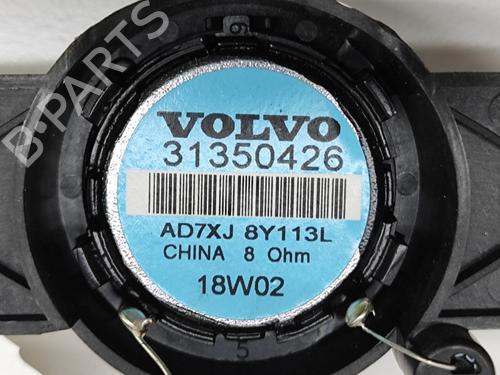 B-PARTS
VOLVO
31350426
AD7XJ 8Y113L
CHINA 8 Ohm
18W02
5